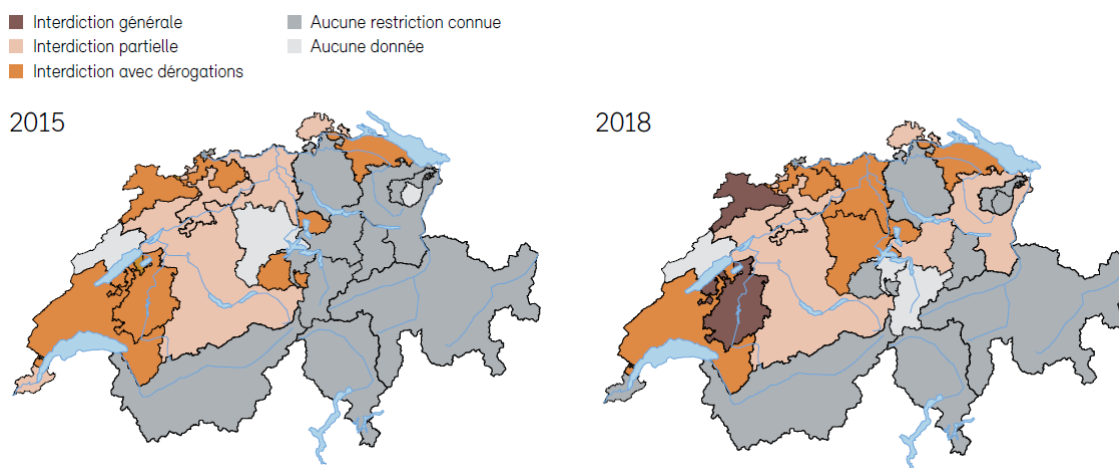 Interdiction générale
Interdiction partielle
Interdiction avec dérogations
Aucune restriction connue
Aucune donnée
2015
2018